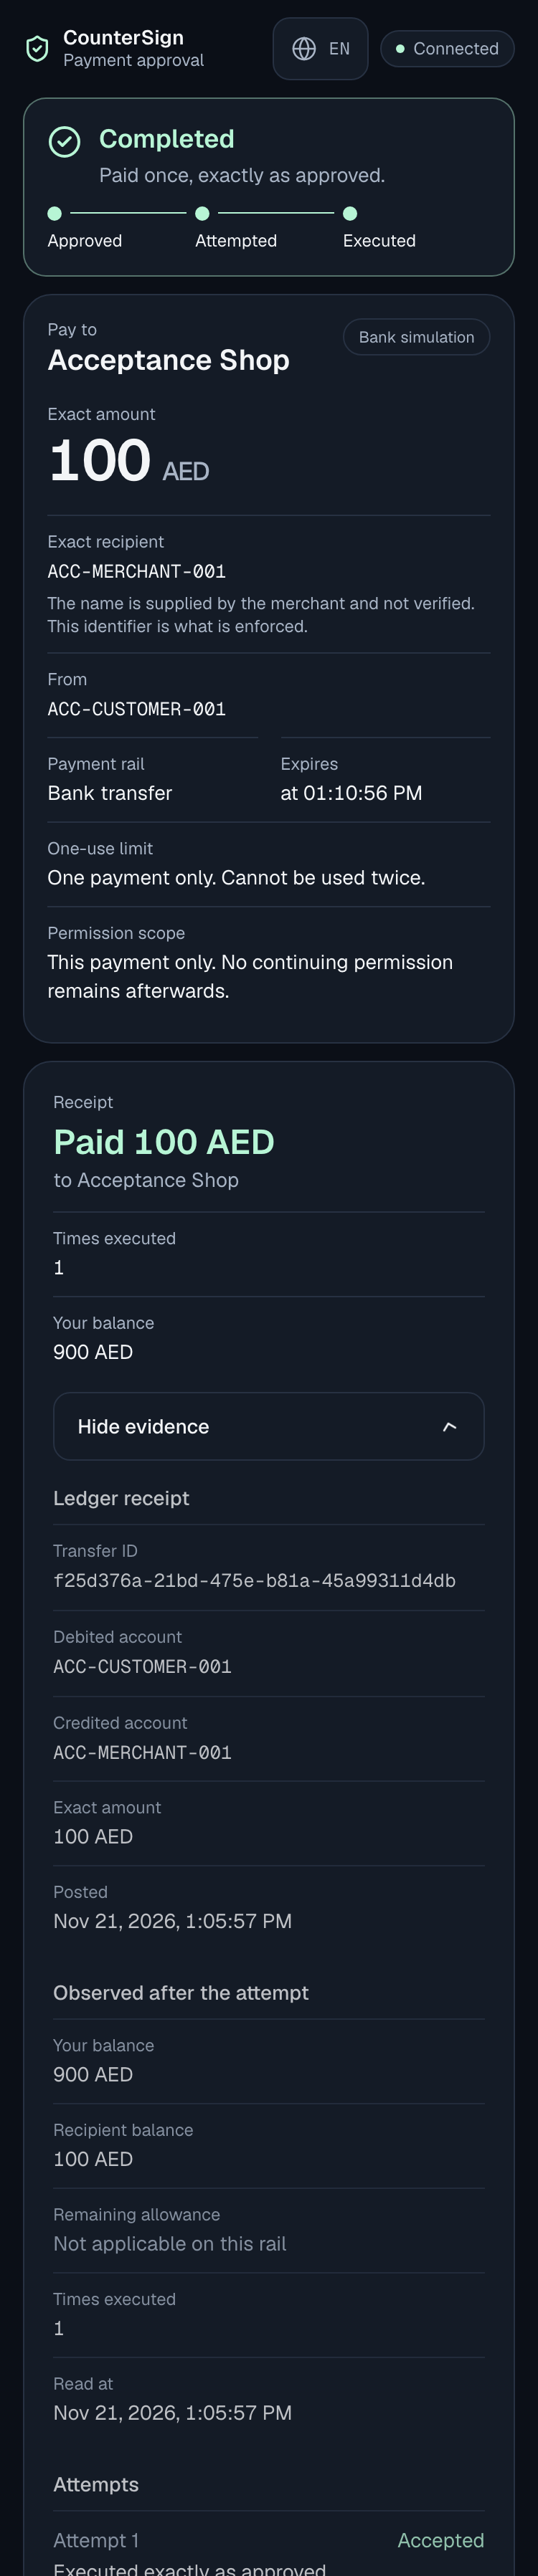 CounterSign
Payment approval
EN
Connected
Completed
Paid once, exactly as approved.
Approved
Attempted
Executed
Pay to
Acceptance Shop
Bank simulation
Exact amount
100 AED
Exact recipient
ACC-MERCHANT-001
The name is supplied by the merchant and not verified.
This identifier is what is enforced.
From
ACC-CUSTOMER-001
Payment rail
Bank transfer
Expires
at 01:10:56 PM
One-use limit
One payment only. Cannot be used twice.
Permission scope
This payment only. No continuing permission
remains afterwards.
Receipt
Paid 100 AED
to Acceptance Shop
Times executed
1
Your balance
900 AED
Hide evidence
Ledger receipt
Transfer ID
f25d376a-21bd-475e-b81a-45a99311d4db
Debited account
ACC-CUSTOMER-001
Credited account
ACC-MERCHANT-001
Exact amount
100 AED
Posted
Nov 21, 2026, 1:05:57 PM
Observed after the attempt
Your balance
900 AED
Recipient balance
100 AED
Remaining allowance
Not applicable on this rail
Times executed
1
Read at
Nov 21, 2026, 1:05:57 PM
Attempts
Attempt 1
Accepted
Executed exactly as approved